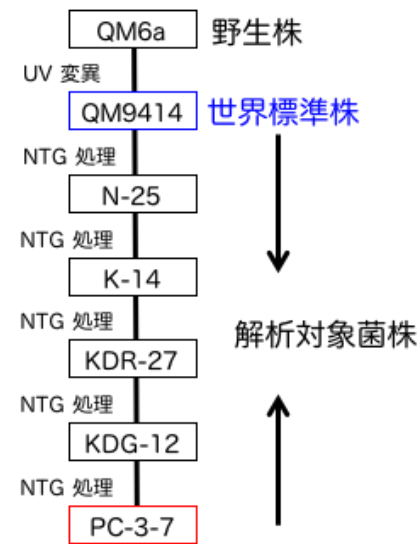 QM6a 野生株
UV 変異
QM9414 世界標準株
NTG 処理
N-25
NTG 処理
K-14
NTG 処理
解析対象菌株
KDR-27
NTG 処理
KDG-12
NTG 処理
PC-3-7